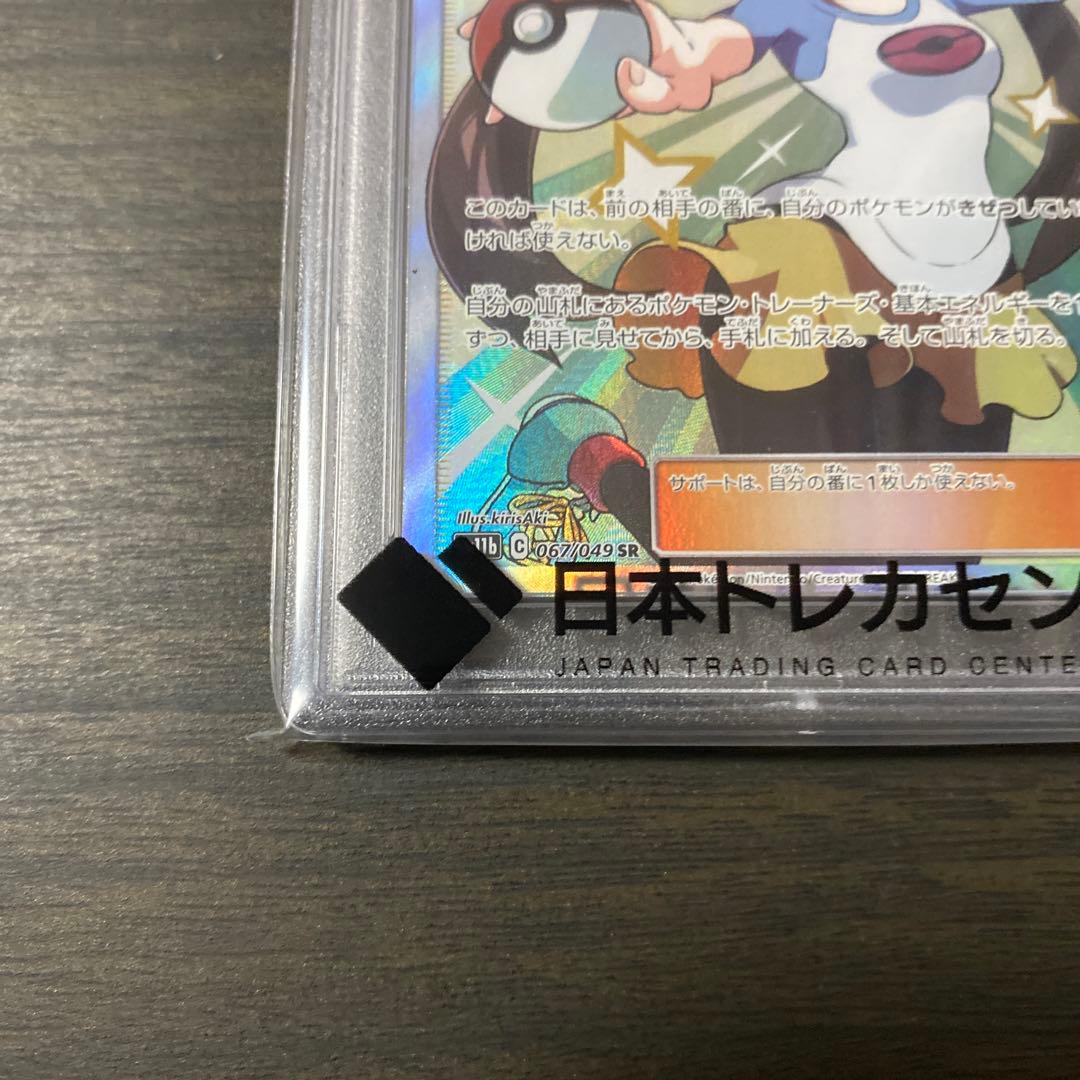 このカードは、前の相手の番に、自分のポケモンがきぜつしてい
ければ使えない。
自分の山札にあるポケモン・トレーナーズ・基本エネルギーを
ずつ、相手に見せてから、手札に加える。そして山札を切る。
サポートは、自分の番に1枚しか使えない。
Illus.kirisAki
11b C 067/049 SR
/Nintendo/Creature
日本トレカセン
JAPAN TRADING CARD CENTE